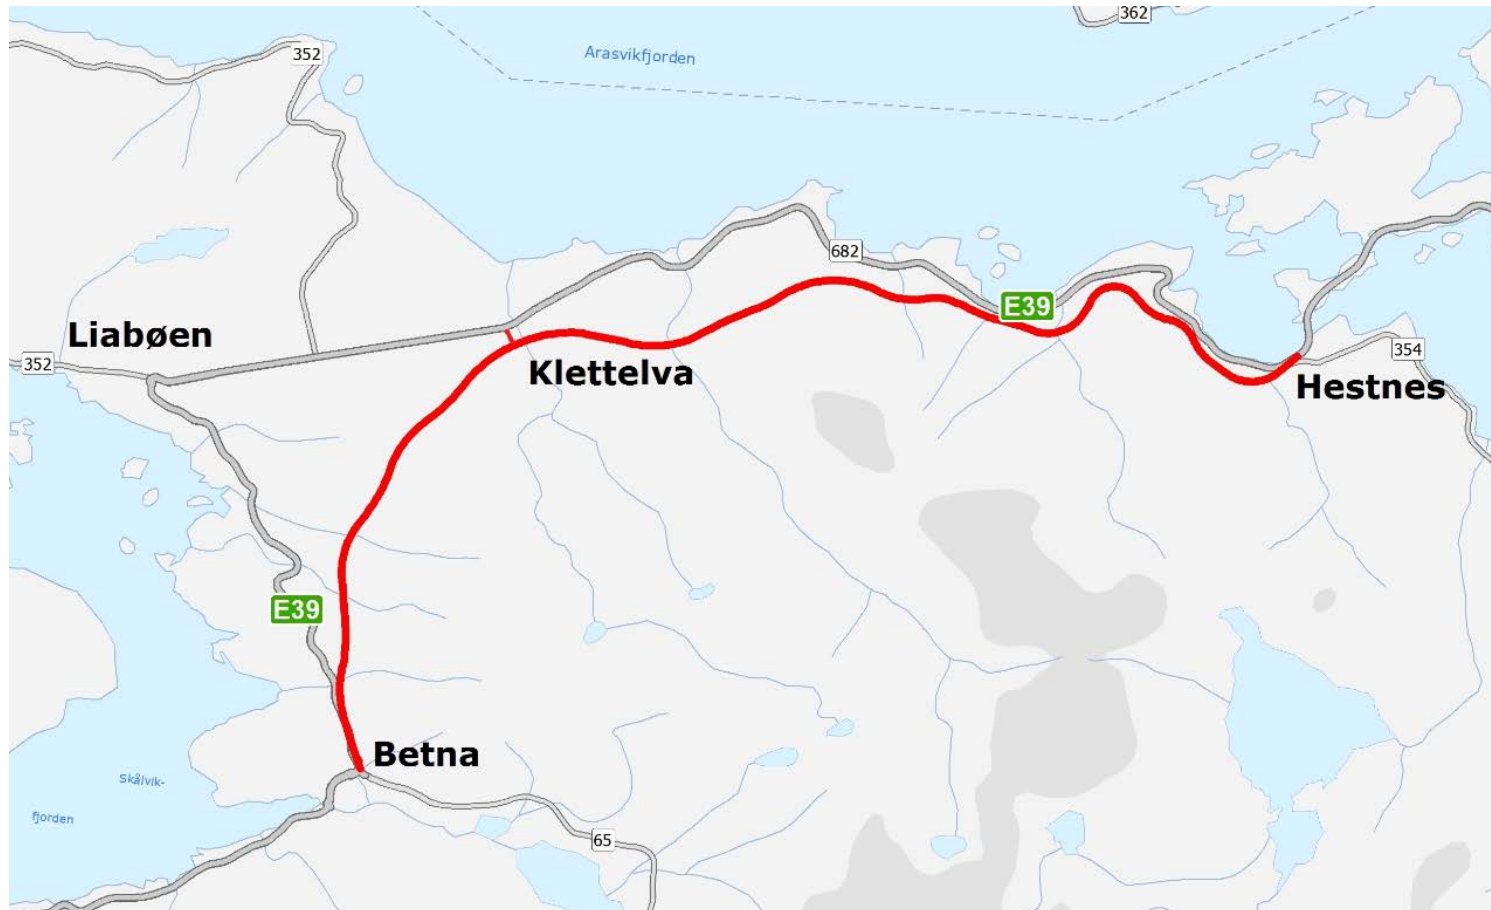 362
352
Arasvikfjorden
682
E39
Liabøen
352
354
Klettelva
Hestnes
E39
Betna
Skålvik-
fjorden
65